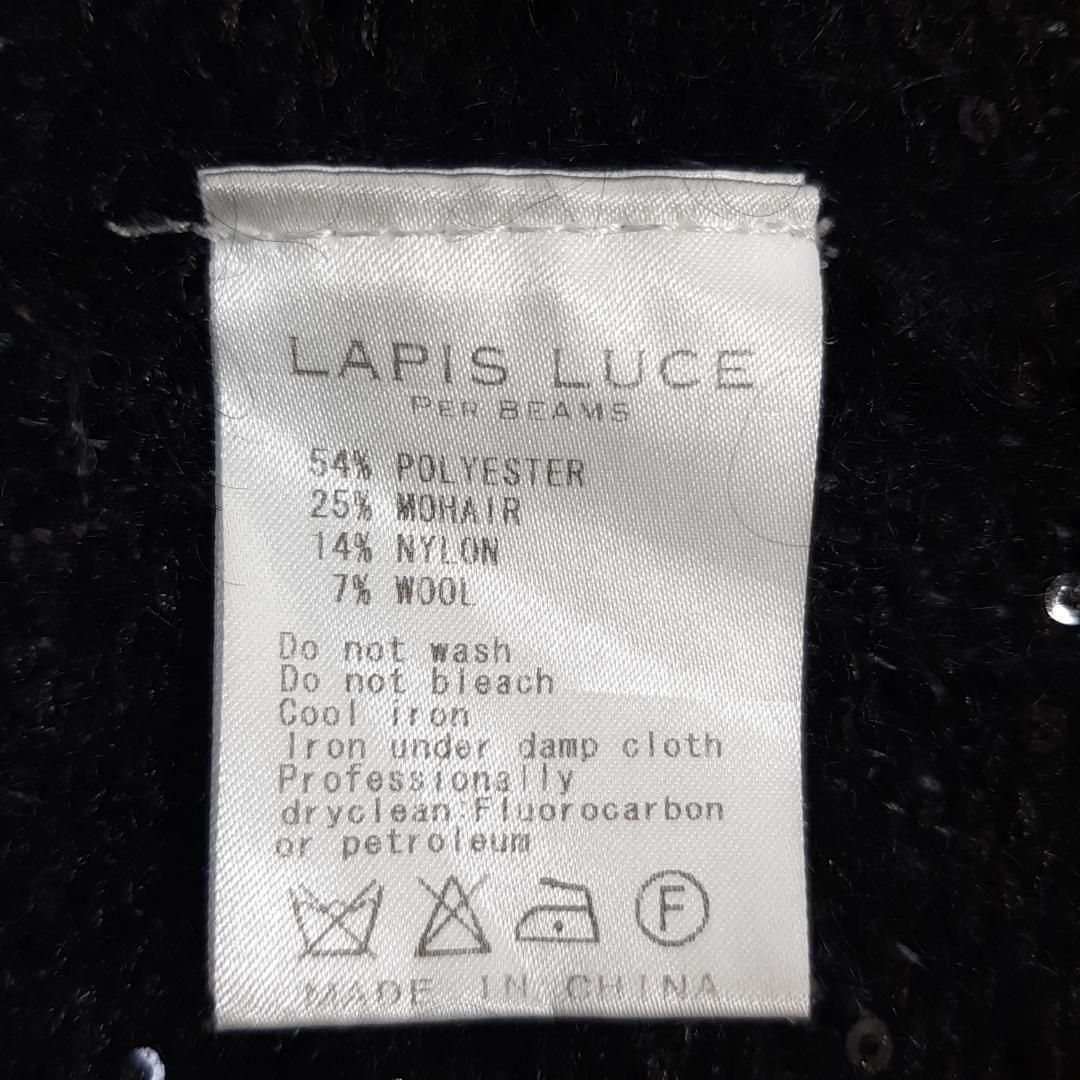 LAPIS LUCE
PER BEAMS
54% POLYESTER
25% MOHAIR
14% NYLON
7% WOOL
Do not wash
Do not bleach
Cool iron
Iron under damp cloth
Professionally
dryclean:Fluorocarbon
or petroleum
F
MADE IN CHINA